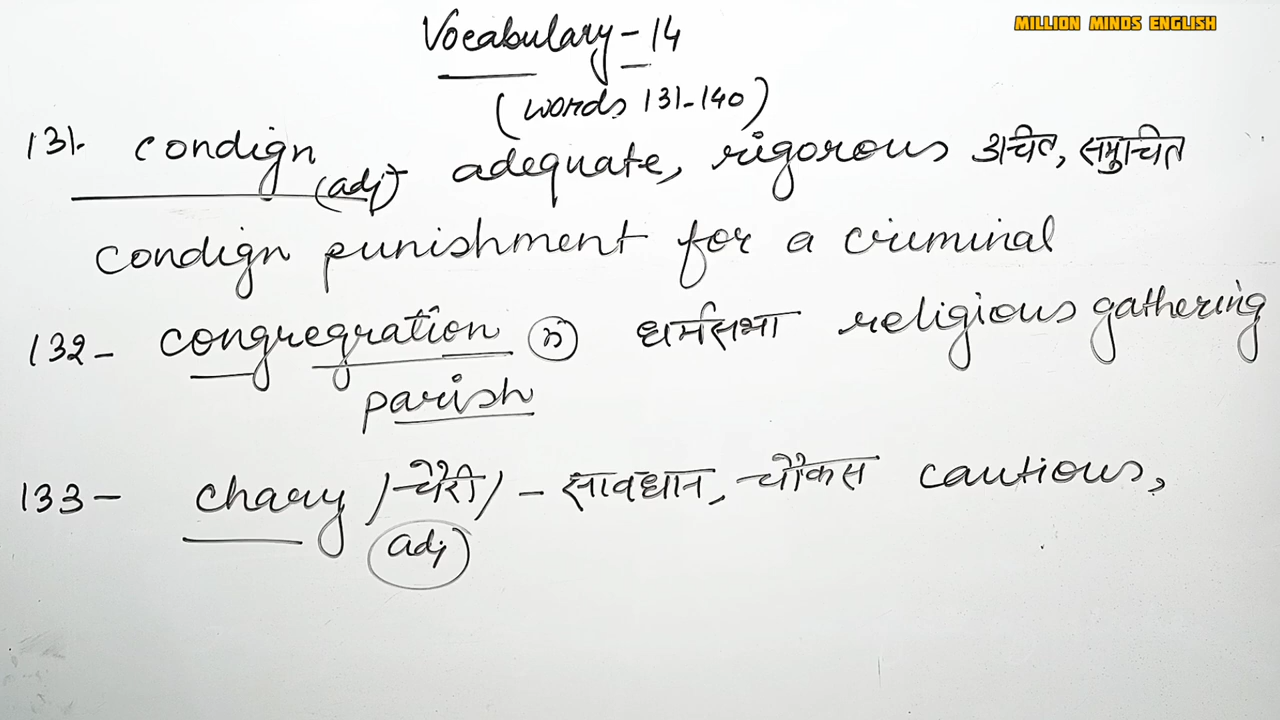 MILLION MINDS ENGLISH
Vocabulary - 14
(words 131-140)
131. condign (adj) - adequate, rigorous उचित, समुचित
condign punishment for a criminal
132 - congregration (n) धर्मसभा religious gathering
parish
133 - chary /चेरी/ - सावधान, चौकस cautious,
adj